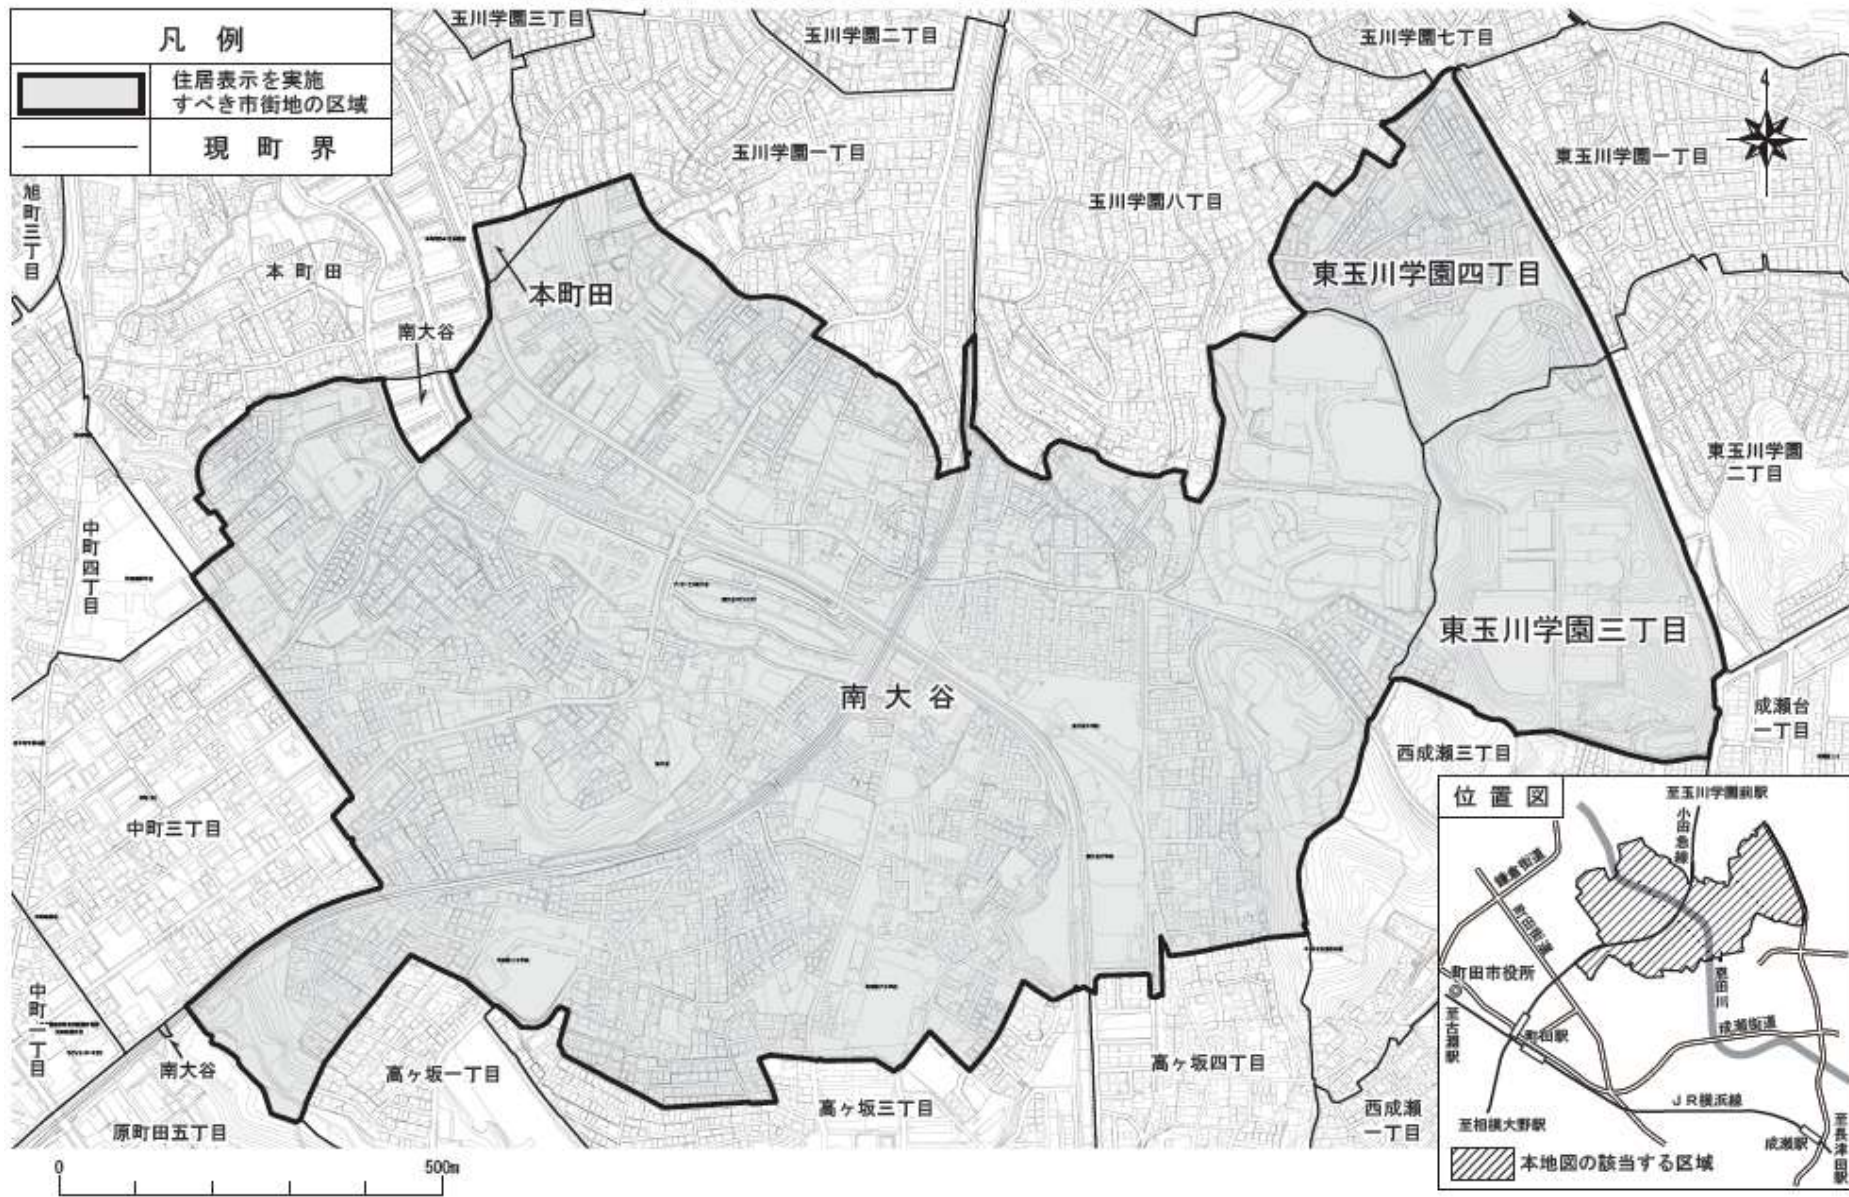 凡 例
住居表示を実施
すべき市街地の区域
現 町 界
玉川学園三丁目
玉川学園二丁目
玉川学園七丁目
玉川学園一丁目
東玉川学園一丁目
玉川学園八丁目
旭町三丁目
本町田
本町田
東玉川学園四丁目
南大谷
東玉川学園
二丁目
中町四丁目
東玉川学園三丁目
南大谷
成瀬台
一丁目
西成瀬三丁目
中町三丁目
中町一丁目
南大谷
高ヶ坂一丁目
高ヶ坂四丁目
高ヶ坂三丁目
西成瀬
一丁目
原町田五丁目
0
500m
位 置 図
至玉川学園前駅
小田急線
鎌倉街道
町田街道
町田市役所
恩田川
至古淵駅
町田駅
成瀬街道
JR横浜線
至相模大野駅
成瀬駅
至長津田駅
本地図の該当する区域